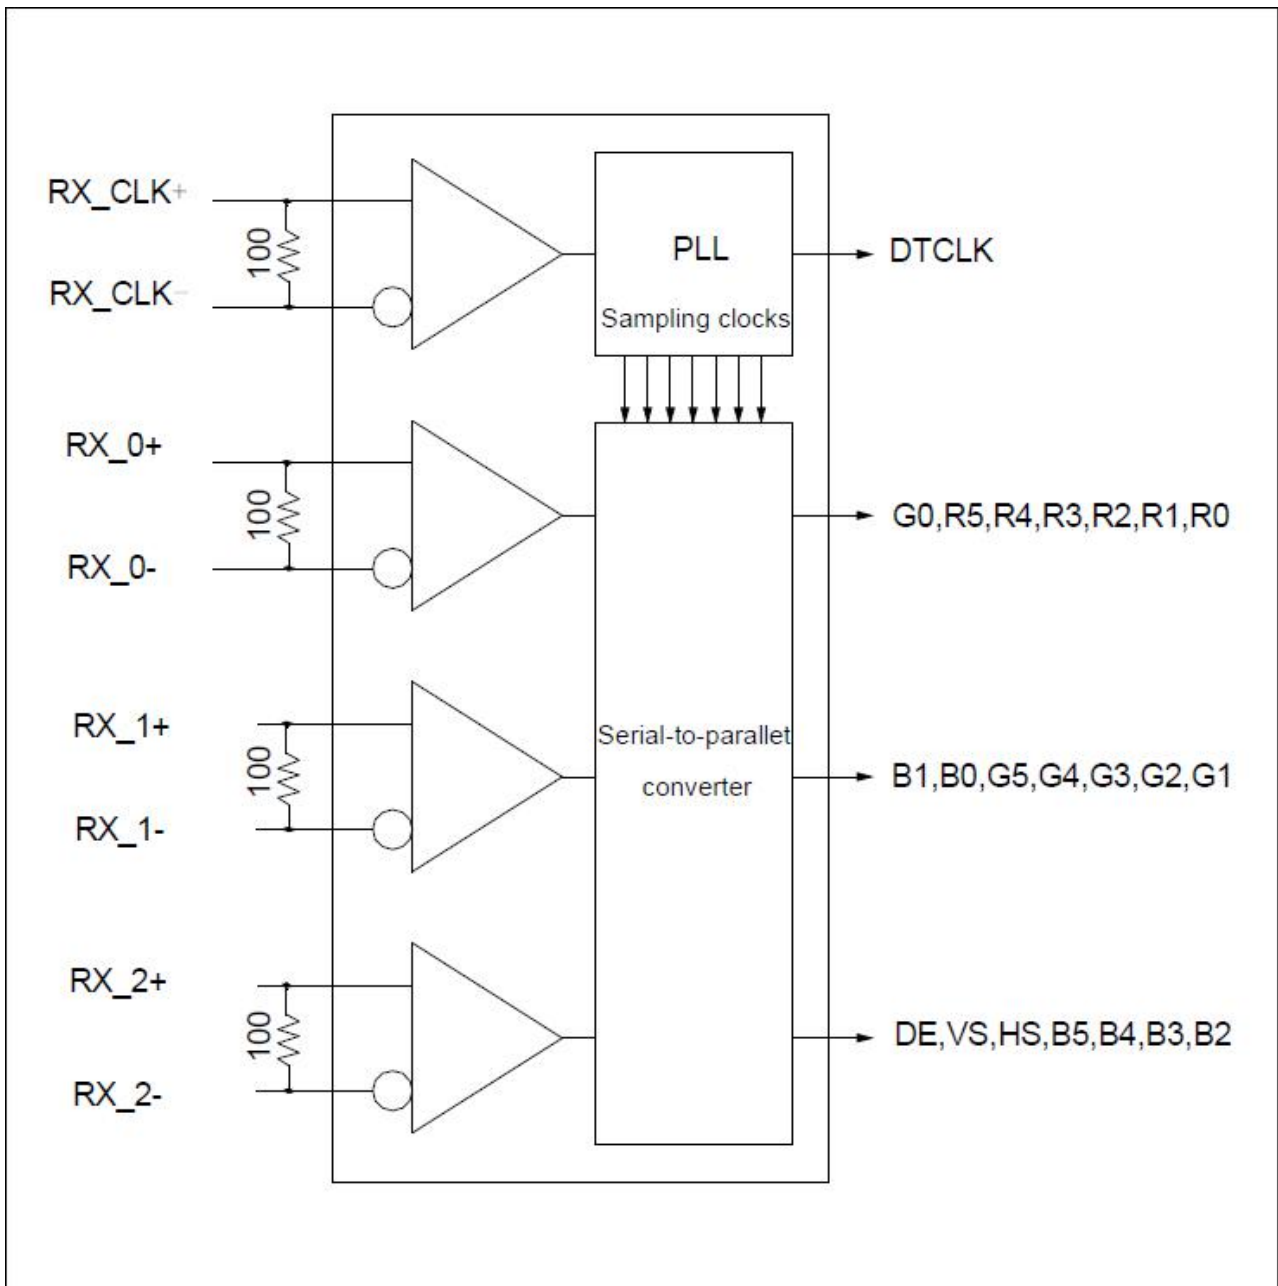 RX_CLK+
100
RX_CLK-
PLL
Sampling clocks
DTCLK
RX_0+
100
RX_0-
G0,R5,R4,R3,R2,R1,R0
RX_1+
100
RX_1-
Serial-to-parallet
converter
B1,B0,G5,G4,G3,G2,G1
RX_2+
100
RX_2-
DE,VS,HS,B5,B4,B3,B2